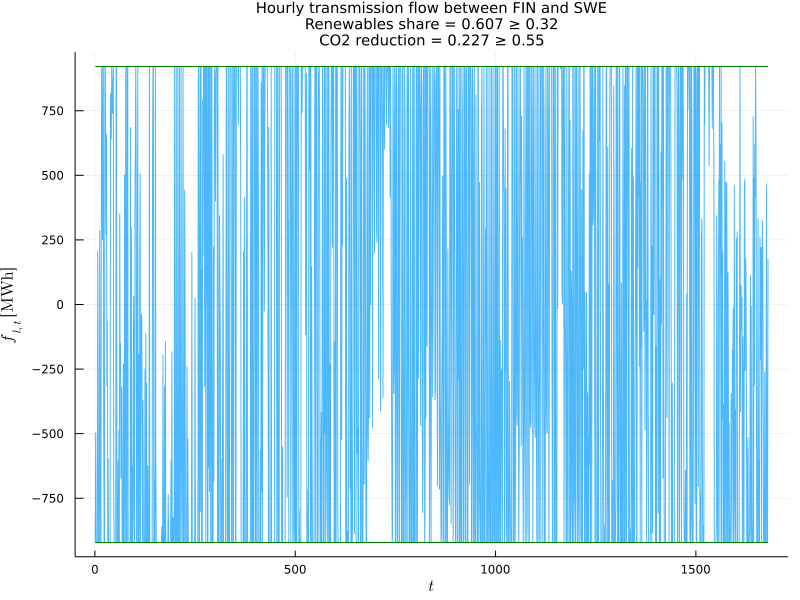 Hourly transmission flow between FIN and SWE
Renewables share = 0.607 ≥ 0.32
CO2 reduction = 0.227 ≥ 0.55
750
500
250
0
−250
−500
−750
f_{l,t} [MWh]
0
500
1000
1500
t